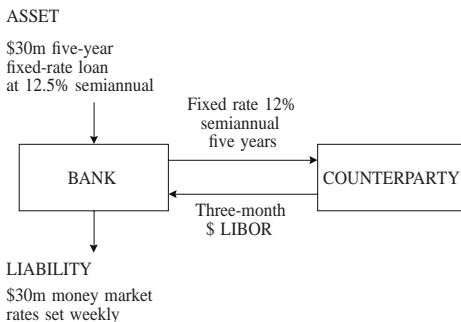 ASSET
$30m five-year
fixed-rate loan
at 12.5% semiannual
Fixed rate 12%
semiannual
five years
BANK
COUNTERPARTY
Three-month
$ LIBOR
LIABILITY
$30m money market
rates set weekly